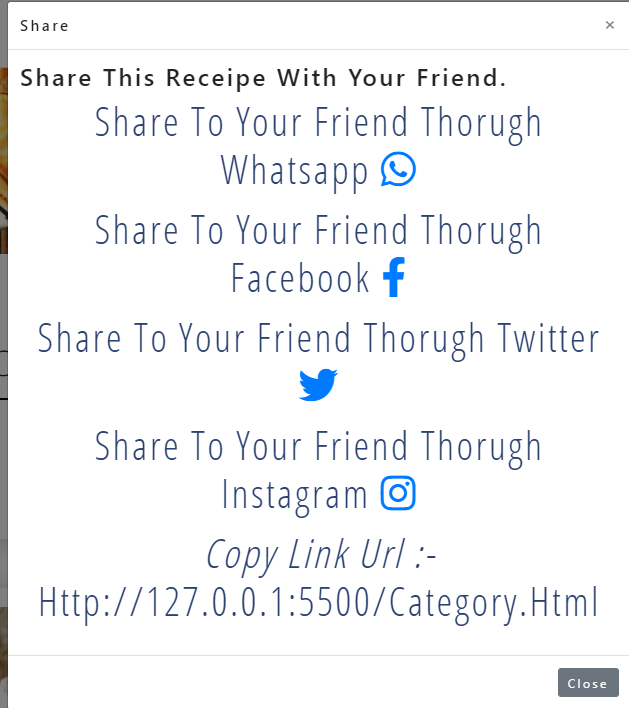 Share ×
Share This Receipe With Your Friend.
Share To Your Friend Thorugh
Whatsapp
Share To Your Friend Thorugh
Facebook
Share To Your Friend Thorugh Twitter
Share To Your Friend Thorugh
Instagram
Copy Link Url :-
Http://127.0.0.1:5500/Category.Html
Close